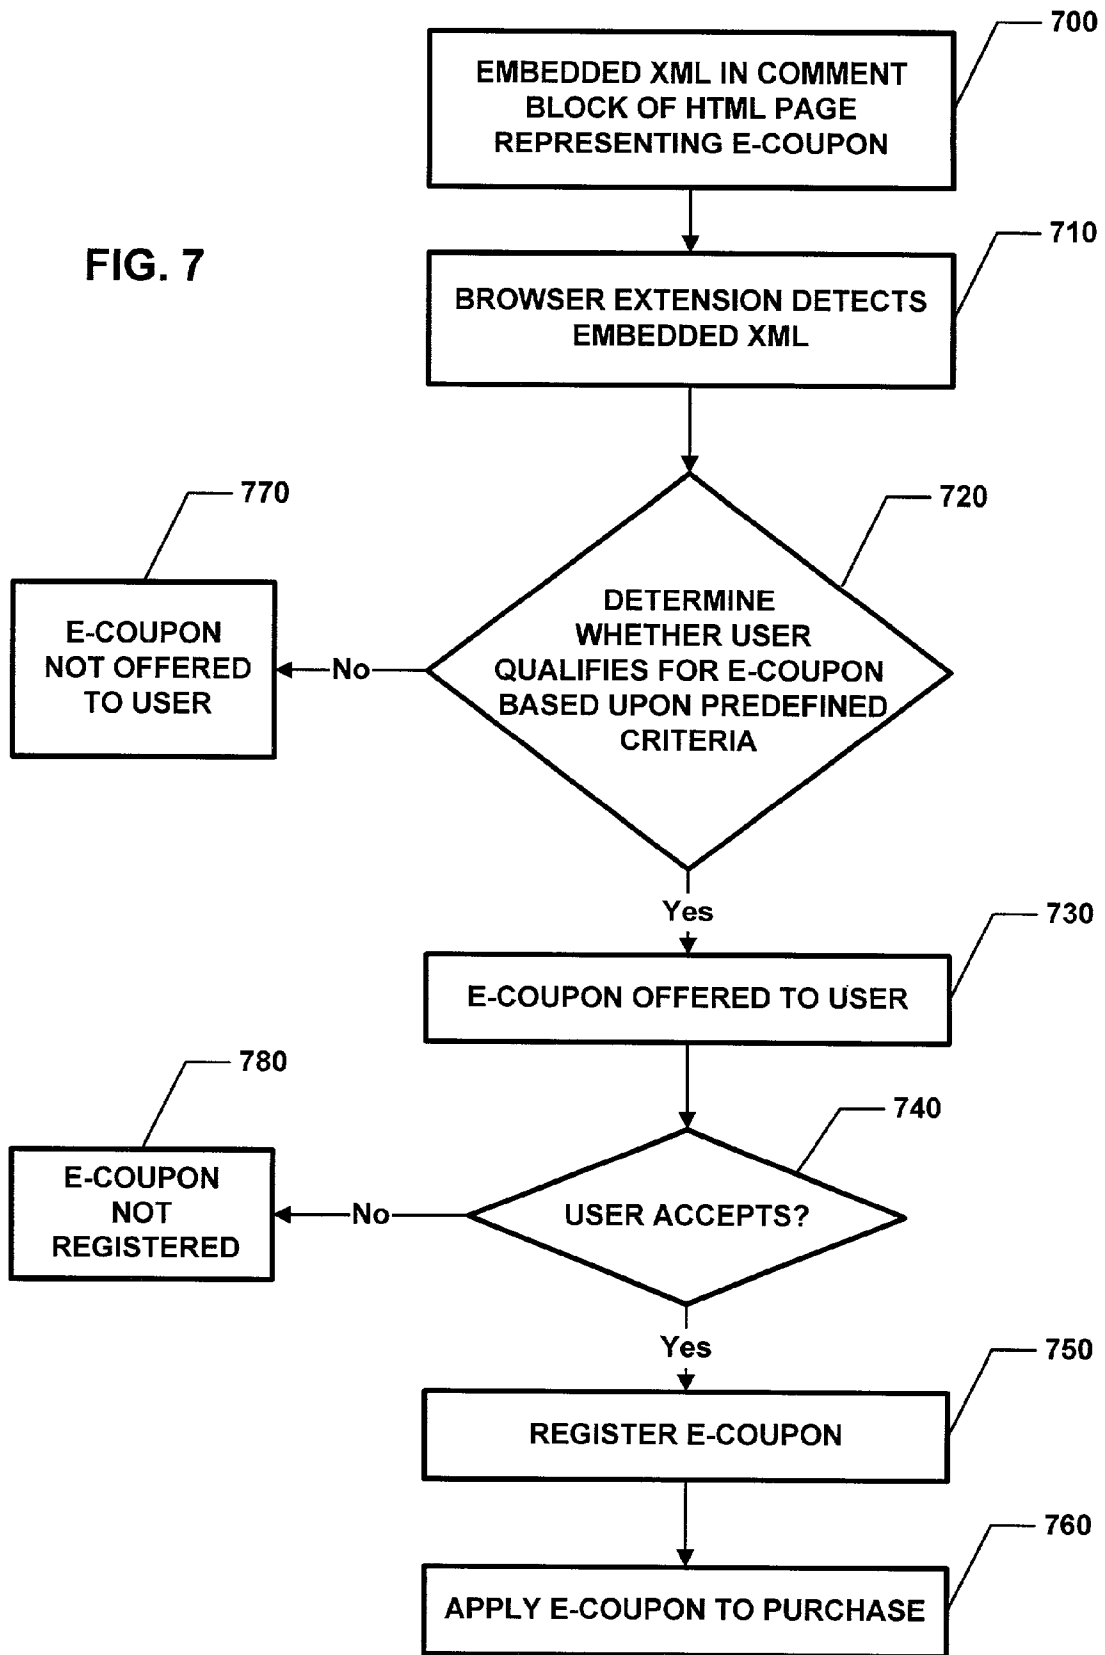 700
EMBEDDED XML IN COMMENT
BLOCK OF HTML PAGE
REPRESENTING E-COUPON
FIG. 7
710
BROWSER EXTENSION DETECTS
EMBEDDED XML
770
720
E-COUPON
NOT OFFERED
TO USER
No
DETERMINE
WHETHER USER
QUALIFIES FOR E-COUPON
BASED UPON PREDEFINED
CRITERIA
Yes
730
E-COUPON OFFERED TO USER
780
740
E-COUPON
NOT
REGISTERED
No
USER ACCEPTS?
Yes
750
REGISTER E-COUPON
760
APPLY E-COUPON TO PURCHASE